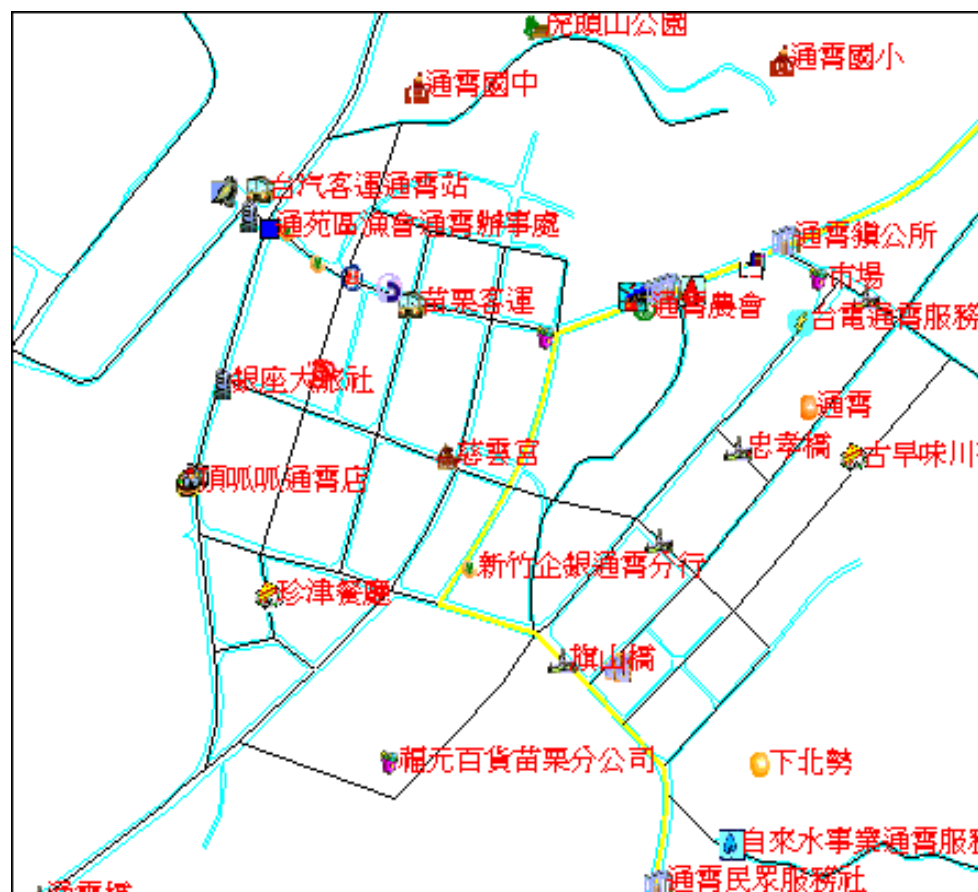 虎頭山公園
通霄國小
通霄國中
台汽客運通霄站
通苑區漁會通霄辦事處
通霄鎮公所
市場
苗栗客運
通霄農會
台電通霄服務
銀座大旅社
通霄
慈雲宮
忠孝橋
古早味川
頂呱呱通霄店
新竹企銀通霄分行
珍津餐廳
旗山橋
福元百貨苗栗分公司
下北勢
自來水事業通霄服務
通霄民眾服務社
通霄橋